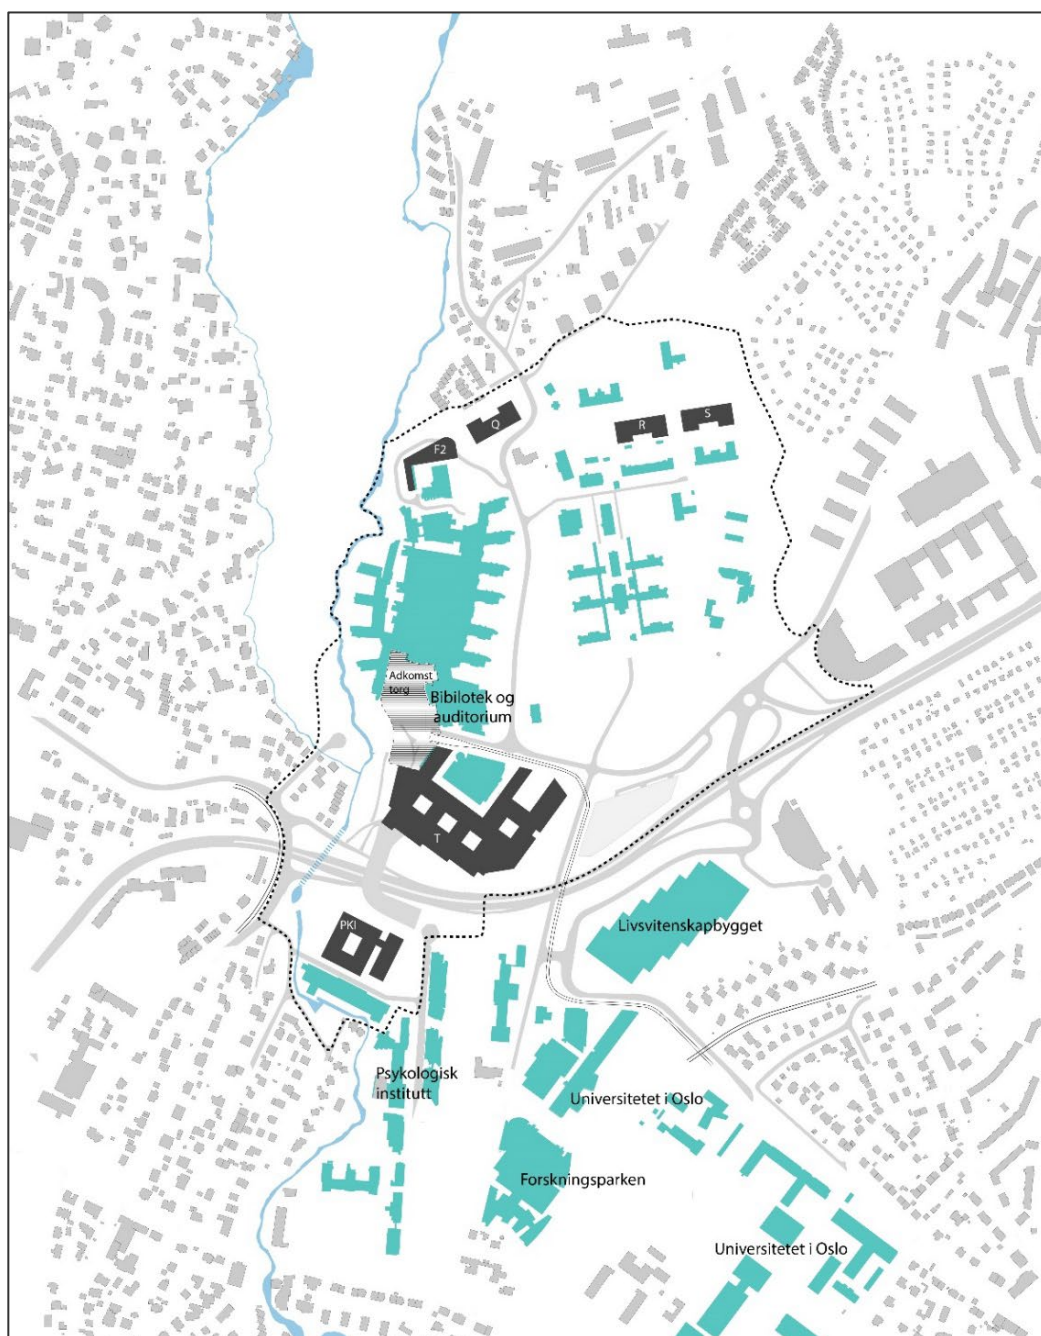 Q
F2
R
S
Adkomst
torg
Bibilotek og
auditorium
T
PKI
Livsvitenskapbygget
Psykologisk
institutt
Universitetet i Oslo
Forskningsparken
Universitetet i Oslo